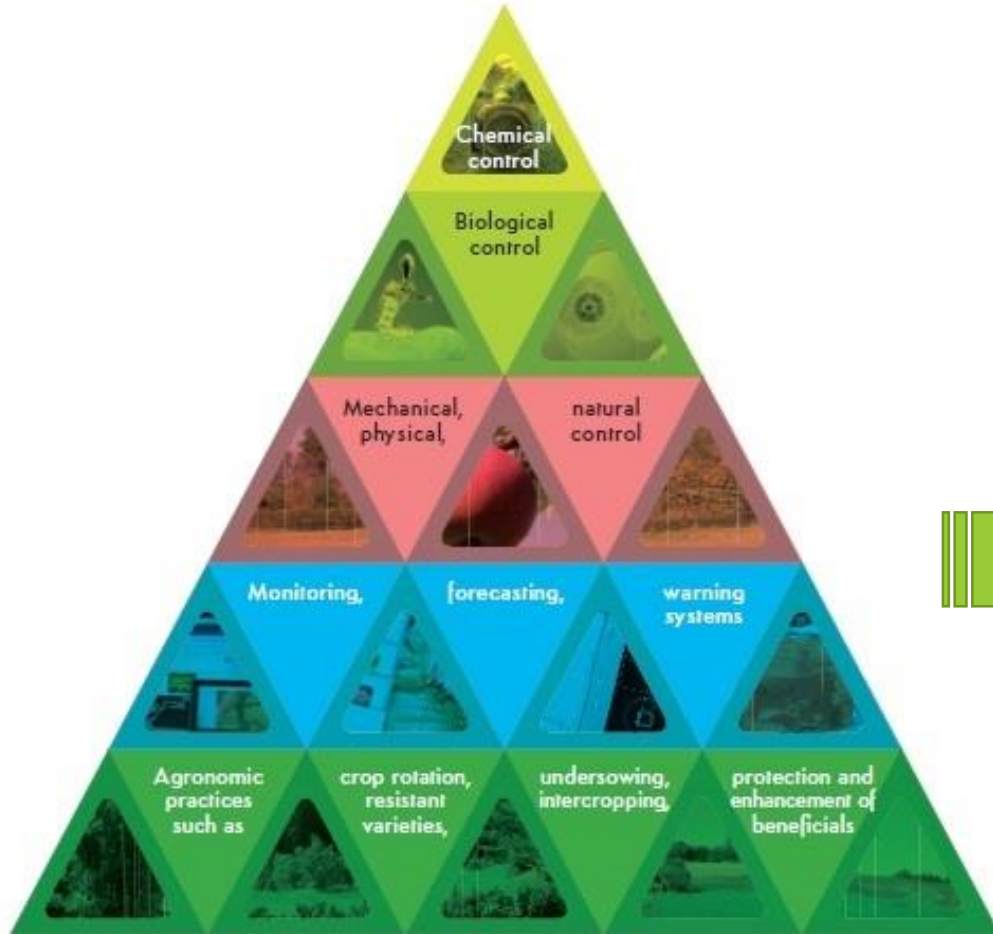 Chemical
control
Biological
control
Mechanical,
physical,
natural
control
Monitoring,
forecasting,
warning
systems
Agronomic
practices
such as
crop rotation,
resistant
varieties,
undersowing,
intercropping,
protection and
enhancement of
beneficials